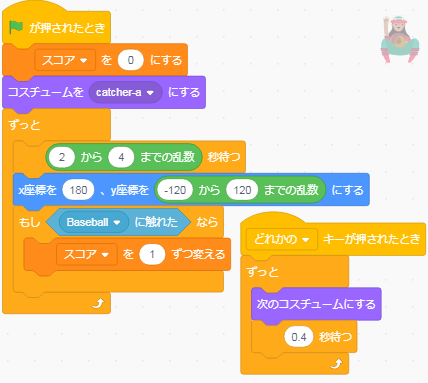 が押されたとき
スコア を 0 にする
コスチュームを catcher-a にする
ずっと
2 から 4 までの乱数 秒待つ
x座標を 180 、y座標を -120 から 120 までの乱数 にする
もし Baseball に触れた なら
スコア を 1 ずつ変える
どれかの キーが押されたとき
ずっと
次のコスチュームにする
0.4 秒待つ